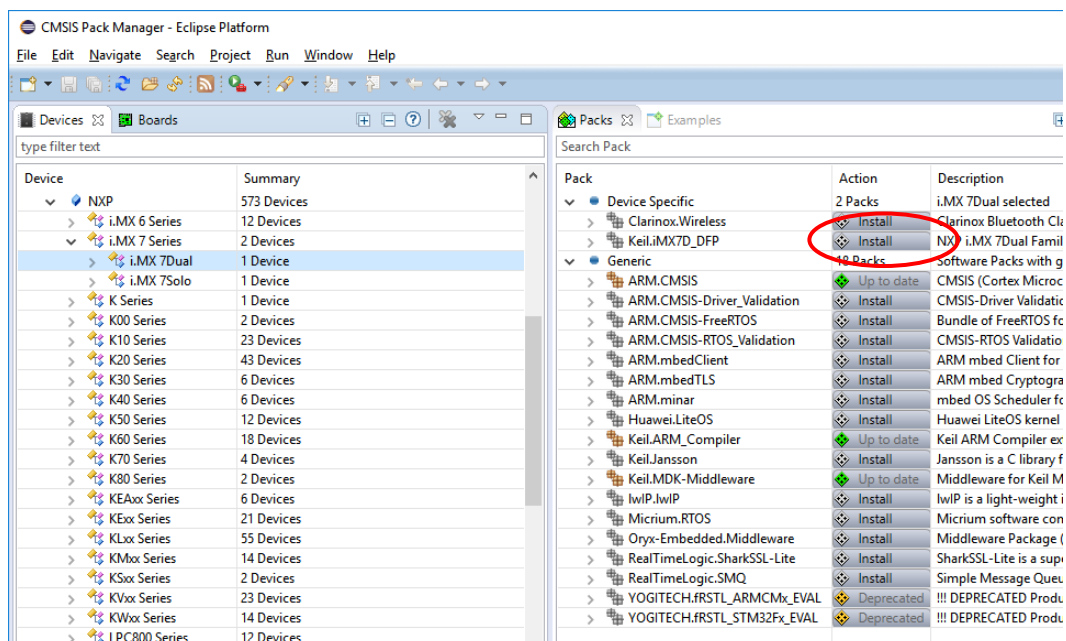 CMSIS Pack Manager - Eclipse Platform
File Edit Navigate Search Project Run Window Help
Devices Boards
type filter text
Device Summary
NXP 573 Devices
i.MX 6 Series 12 Devices
i.MX 7 Series 2 Devices
i.MX 7Dual 1 Device
i.MX 7Solo 1 Device
K Series 1 Device
K00 Series 2 Devices
K10 Series 23 Devices
K20 Series 43 Devices
K30 Series 6 Devices
K40 Series 6 Devices
K50 Series 12 Devices
K60 Series 18 Devices
K70 Series 4 Devices
K80 Series 2 Devices
KEAxx Series 6 Devices
KExx Series 21 Devices
KLxx Series 55 Devices
KMxx Series 14 Devices
KSxx Series 2 Devices
KVxx Series 23 Devices
KWxx Series 14 Devices
LPC800 Series 12 Devices
Packs Examples
Search Pack
Pack Action Description
Device Specific 2 Packs i.MX 7Dual selected
Clarinox.Wireless Install Clarinox Bluetooth Cla
Keil.iMX7D_DFP Install NXP i.MX 7Dual Famil
Generic 18 Packs Software Packs with g
ARM.CMSIS Up to date CMSIS (Cortex Microc
ARM.CMSIS-Driver_Validation Install CMSIS-Driver Validatio
ARM.CMSIS-FreeRTOS Install Bundle of FreeRTOS fo
ARM.CMSIS-RTOS_Validation Install CMSIS-RTOS Validatio
ARM.mbedClient Install ARM mbed Client for
ARM.mbedTLS Install ARM mbed Cryptogra
ARM.minar Install mbed OS Scheduler fo
Huawei.LiteOS Install Huawei LiteOS kernel
Keil.ARM_Compiler Up to date Keil ARM Compiler ex
Keil.Jansson Install Jansson is a C library f
Keil.MDK-Middleware Up to date Middleware for Keil M
lwIP.lwIP Install lwIP is a light-weight i
Micrium.RTOS Install Micrium software con
Oryx-Embedded.Middleware Install Middleware Package (
RealTimeLogic.SharkSSL-Lite Install SharkSSL-Lite is a supe
RealTimeLogic.SMQ Install Simple Message Queu
YOGITECH.fRSTL_ARMCMx_EVAL Deprecated !!! DEPRECATED Produ
YOGITECH.fRSTL_STM32Fx_EVAL Deprecated !!! DEPRECATED Produ